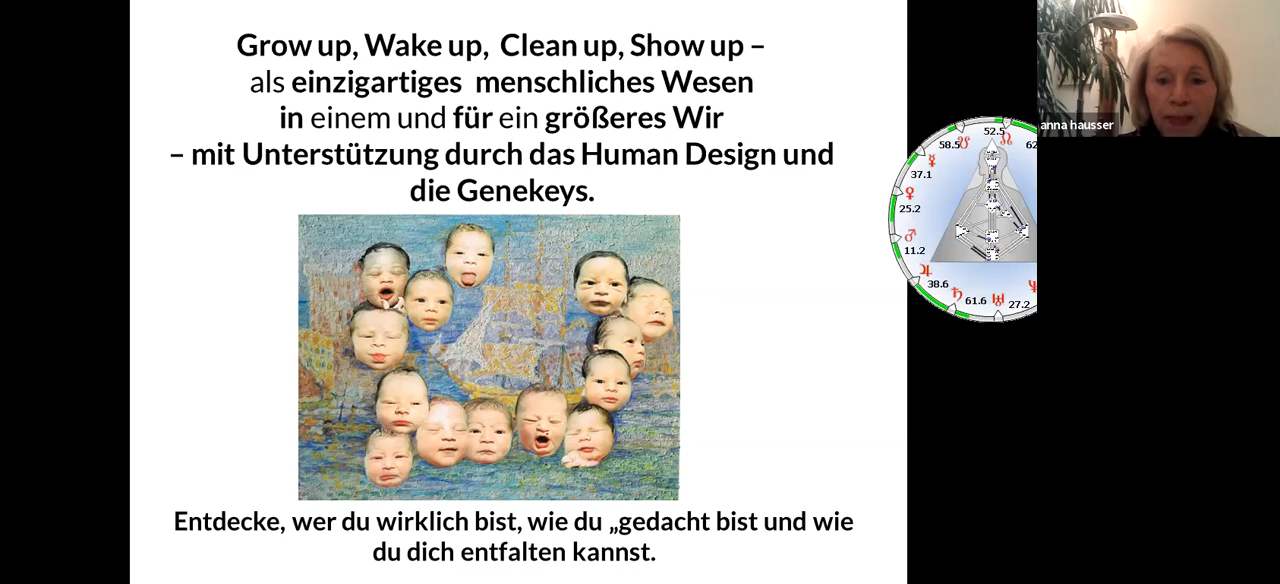 Grow up, Wake up, Clean up, Show up –
als einzigartiges menschliches Wesen
in einem und für ein größeres Wir
– mit Unterstützung durch das Human Design und
die Genekeys.
Entdecke, wer du wirklich bist, wie du „gedacht bist und wie
du dich entfalten kannst.
anna hausser
52.5
58.5
62
37.1
25.2
11.2
38.6
61.6
27.2